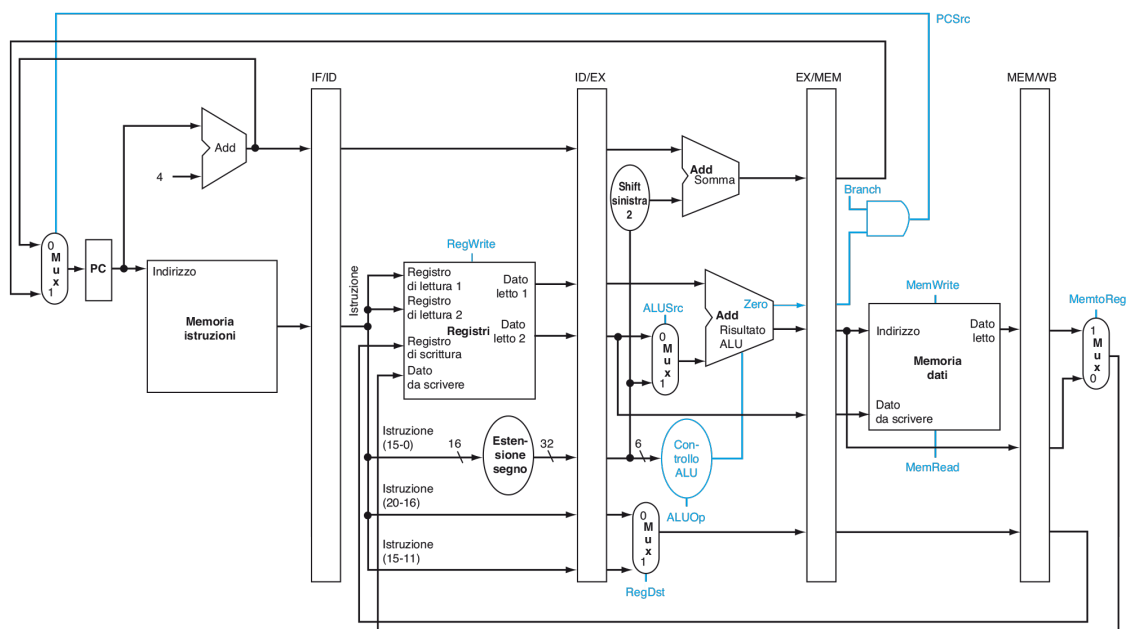 PCSrc
IF/ID
ID/EX
EX/MEM
MEM/WB
Add
4
Add
Somma
Shift
sinistra
2
Branch
0
M
u
x
1
PC
Indirizzo
Memoria
istruzioni
Istruzione
RegWrite
Registro
di lettura 1
Registro
di lettura 2
Registri
Registro
di scrittura
Dato
da scrivere
Dato
letto 1
Dato
letto 2
ALUSrc
0
M
u
x
1
Zero
Add
Risultato
ALU
MemWrite
Indirizzo
Dato
letto
Memoria
dati
Dato
da scrivere
MemRead
MemtoReg
1
M
u
x
0
Istruzione
(15-0)
16
Esten-
sione
segno
32
6
Con-
trollo
ALU
ALUOp
Istruzione
(20-16)
Istruzione
(15-11)
0
M
u
x
1
RegDst